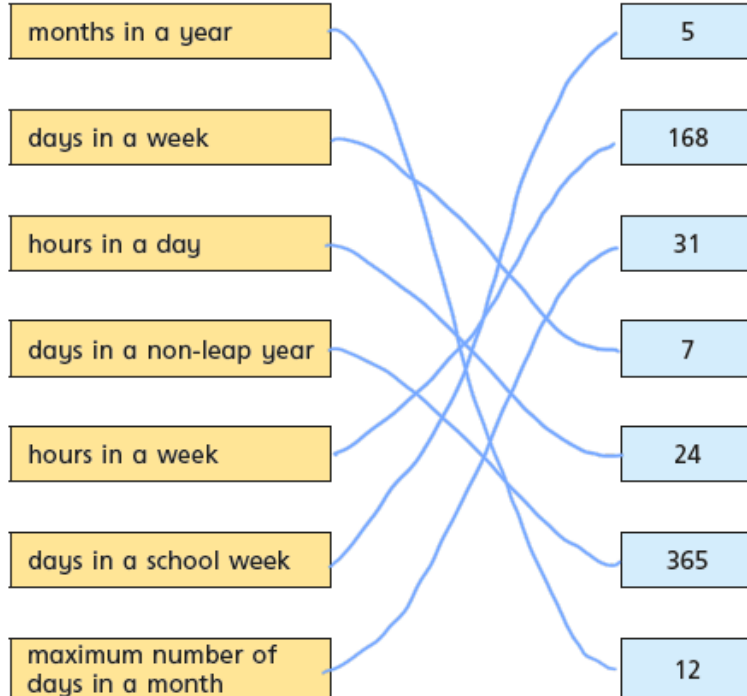 months in a year
5
days in a week
168
hours in a day
31
days in a non-leap year
7
hours in a week
24
days in a school week
365
maximum number of
days in a month
12